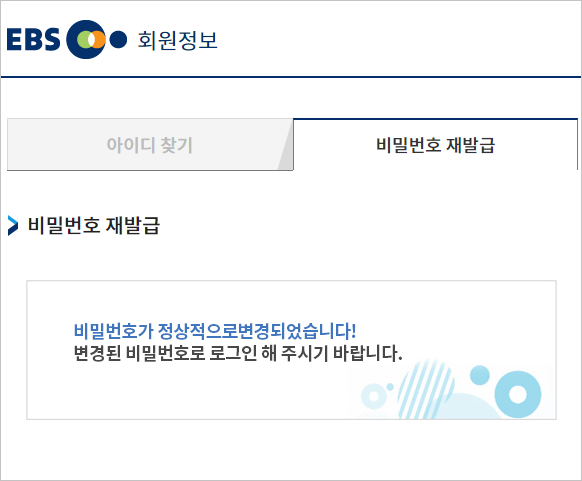 EBS 회원정보
아이디 찾기
비밀번호 재발급
비밀번호 재발급
비밀번호가 정상적으로변경되었습니다!
변경된 비밀번호로 로그인 해 주시기 바랍니다.